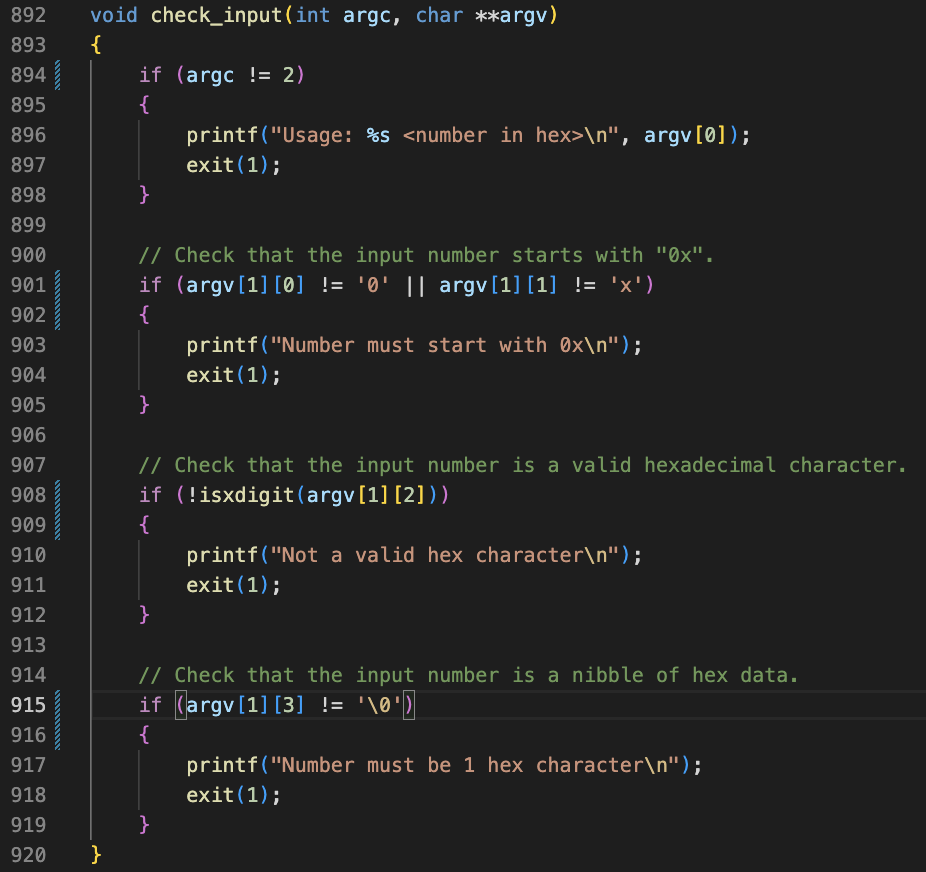 892 void check_input(int argc, char **argv)
893 {
894 if (argc != 2)
895 {
896 printf("Usage: %s <number in hex>\n", argv[0]);
897 exit(1);
898 }
899
900 // Check that the input number starts with "0x".
901 if (argv[1][0] != '0' || argv[1][1] != 'x')
902 {
903 printf("Number must start with 0x\n");
904 exit(1);
905 }
906
907 // Check that the input number is a valid hexadecimal character.
908 if (!isxdigit(argv[1][2]))
909 {
910 printf("Not a valid hex character\n");
911 exit(1);
912 }
913
914 // Check that the input number is a nibble of hex data.
915 if (argv[1][3] != '\0')
916 {
917 printf("Number must be 1 hex character\n");
918 exit(1);
919 }
920 }